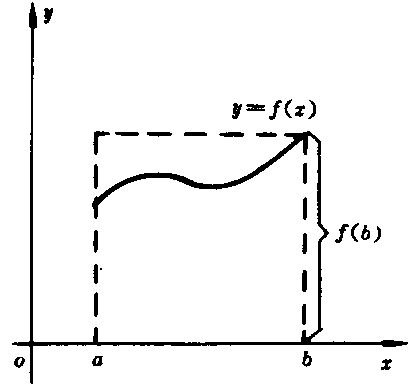 y
y=f(x)
f(b)
o a b x